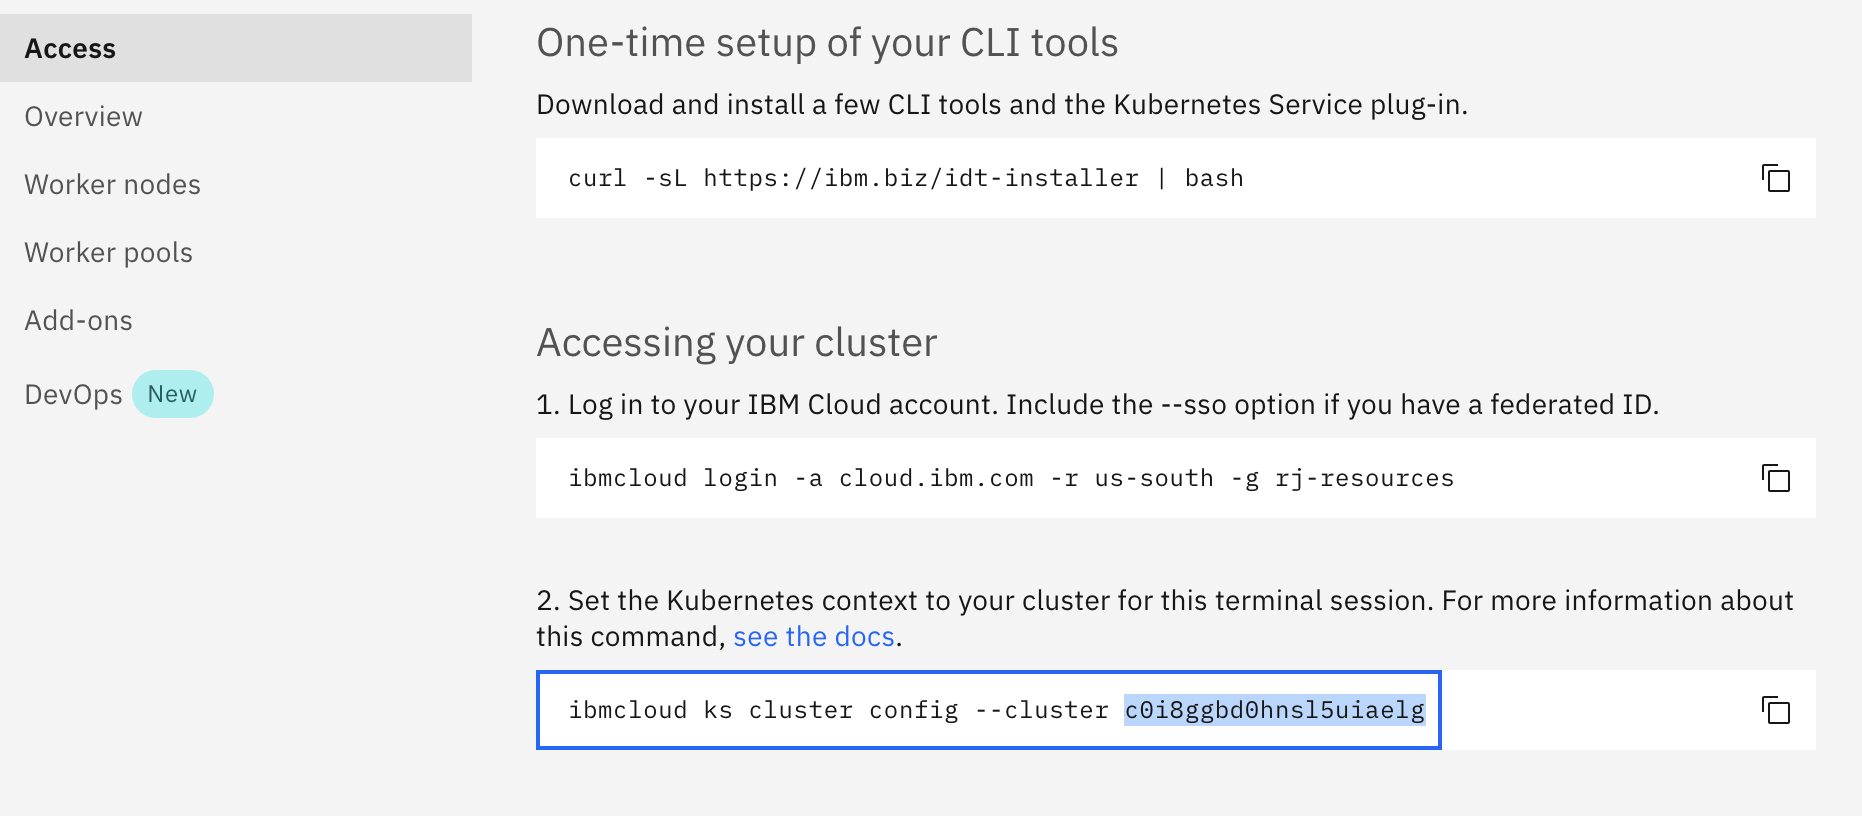 Access
Overview
Worker nodes
Worker pools
Add-ons
DevOps New
One-time setup of your CLI tools
Download and install a few CLI tools and the Kubernetes Service plug-in.
curl -sL https://ibm.biz/idt-installer | bash
Accessing your cluster
1. Log in to your IBM Cloud account. Include the --sso option if you have a federated ID.
ibmcloud login -a cloud.ibm.com -r us-south -g rj-resources
2. Set the Kubernetes context to your cluster for this terminal session. For more information about
this command, see the docs.
ibmcloud ks cluster config --cluster c0i8ggbd0hnsl5uiaelg